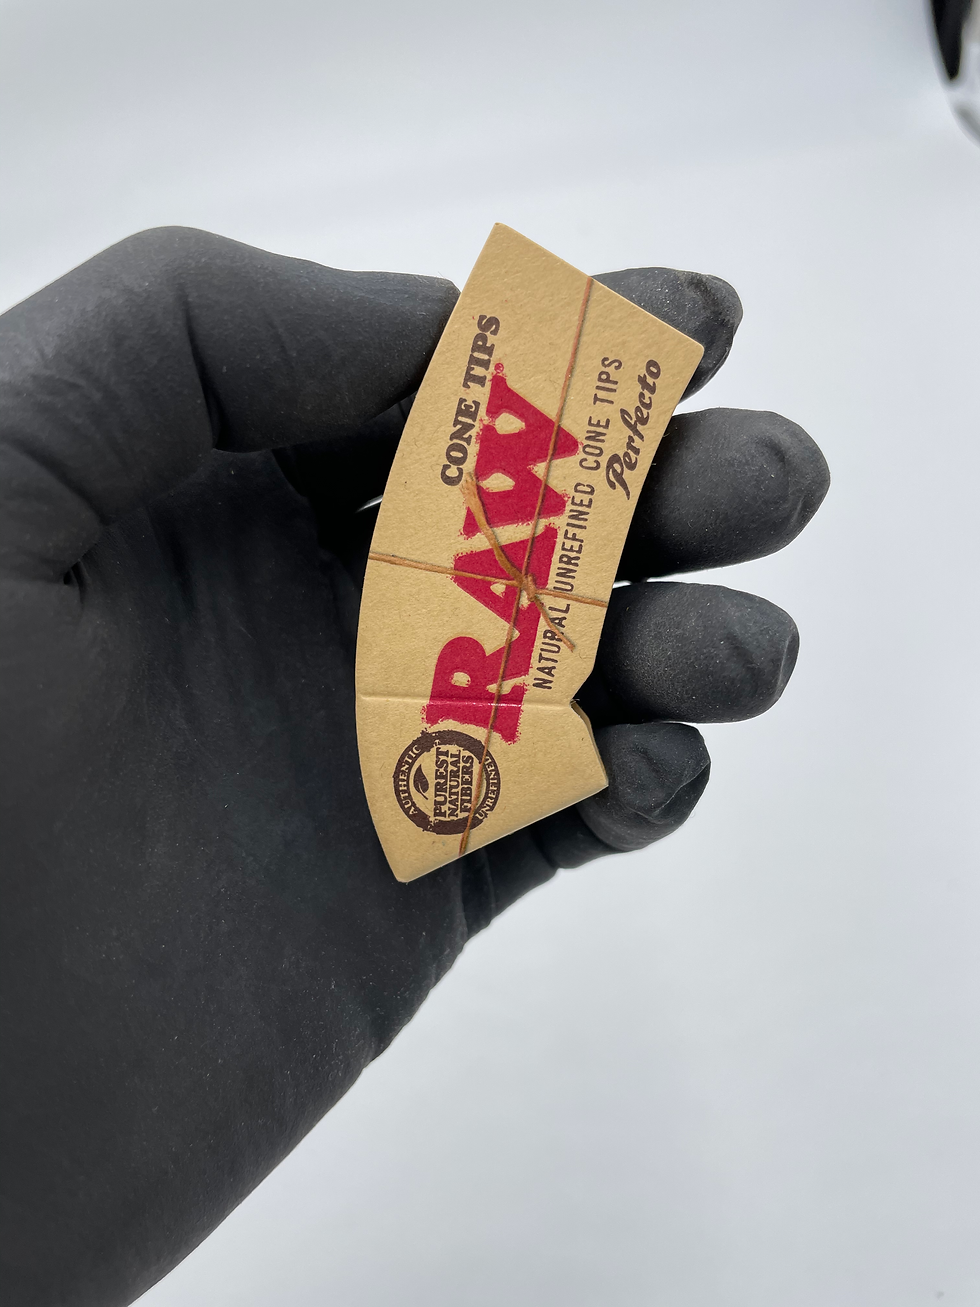 CONE TIPS
RAW®
NATURAL UNREFINED CONE TIPS
Perfecto
AUTHENTIC
PUREST
NATURAL
FIBERS
UNREFINED